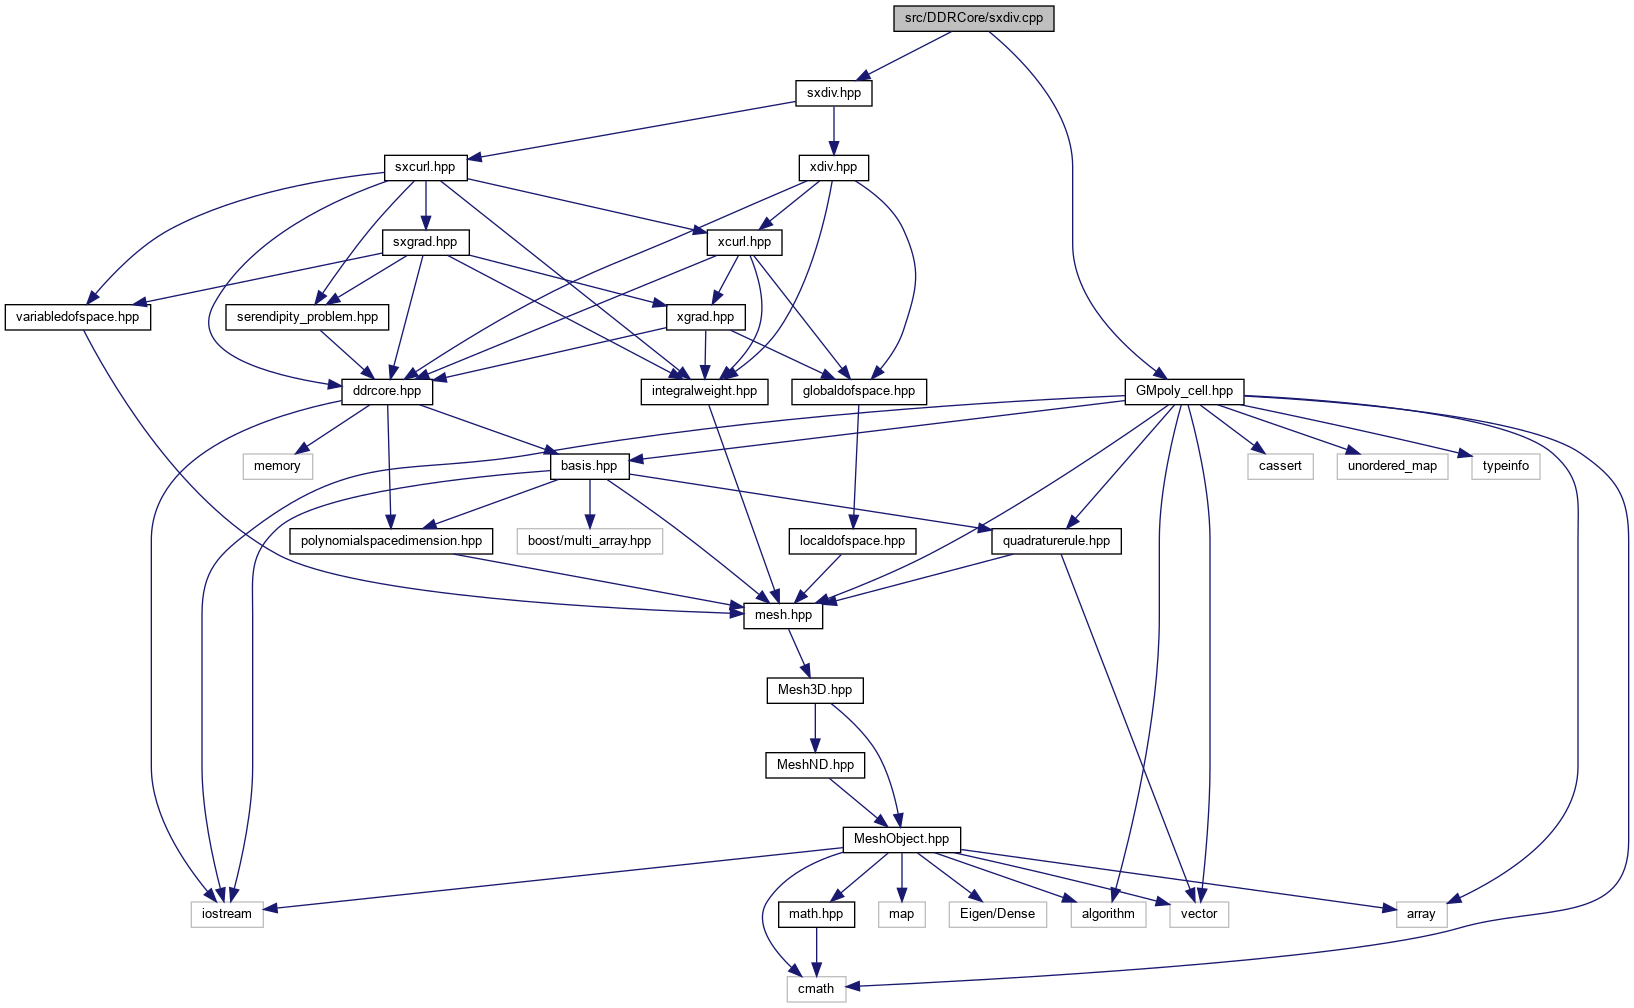 src/DDRCore/sxdiv.cpp
sxdiv.hpp
sxcurl.hpp
xdiv.hpp
sxgrad.hpp
xcurl.hpp
variabledofspace.hpp
serendipity_problem.hpp
xgrad.hpp
ddrcore.hpp
integralweight.hpp
globaldofspace.hpp
GMpoly_cell.hpp
memory
basis.hpp
cassert
unordered_map
typeinfo
polynomialspacedimension.hpp
boost/multi_array.hpp
localdofspace.hpp
quadraturerule.hpp
mesh.hpp
Mesh3D.hpp
MeshND.hpp
MeshObject.hpp
iostream
math.hpp
map
Eigen/Dense
algorithm
vector
array
cmath